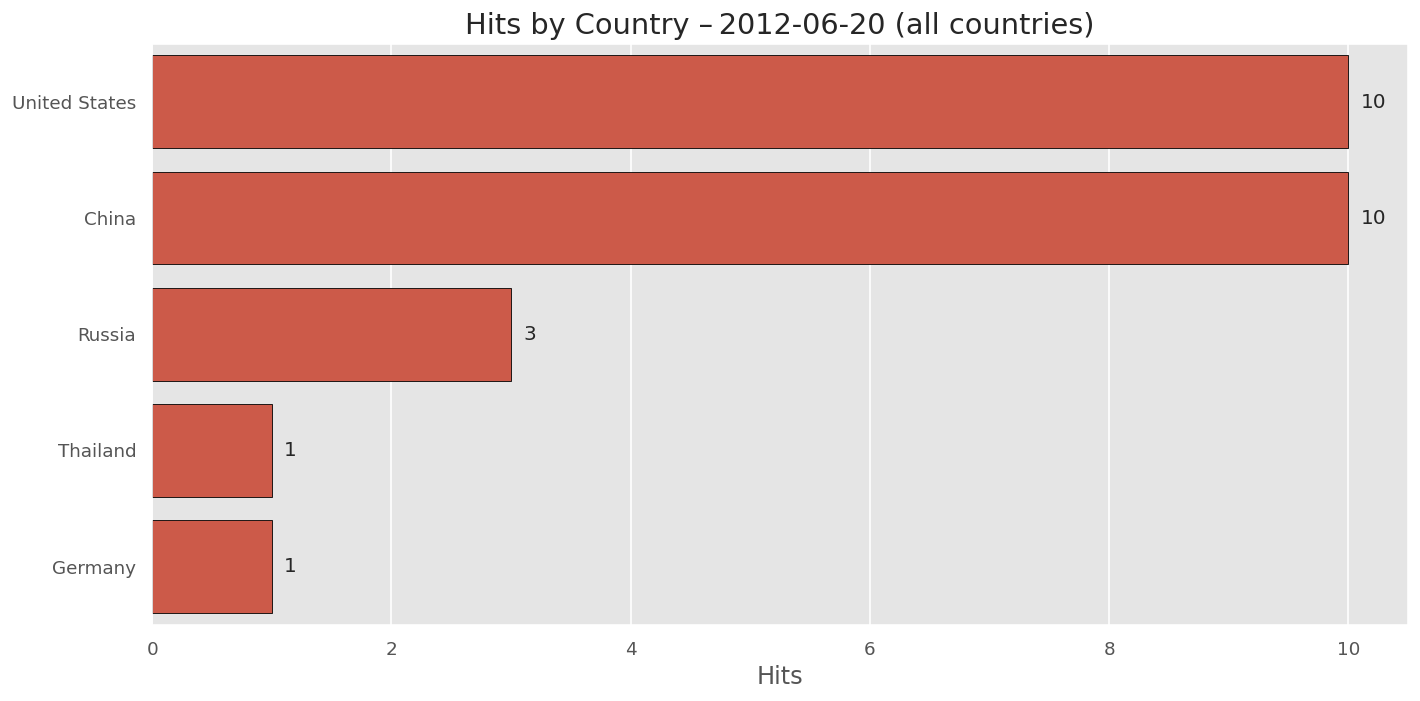 Hits by Country – 2012-06-20 (all countries)
United States 10
China 10
Russia 3
Thailand 1
Germany 1
0 2 4 6 8 10
Hits